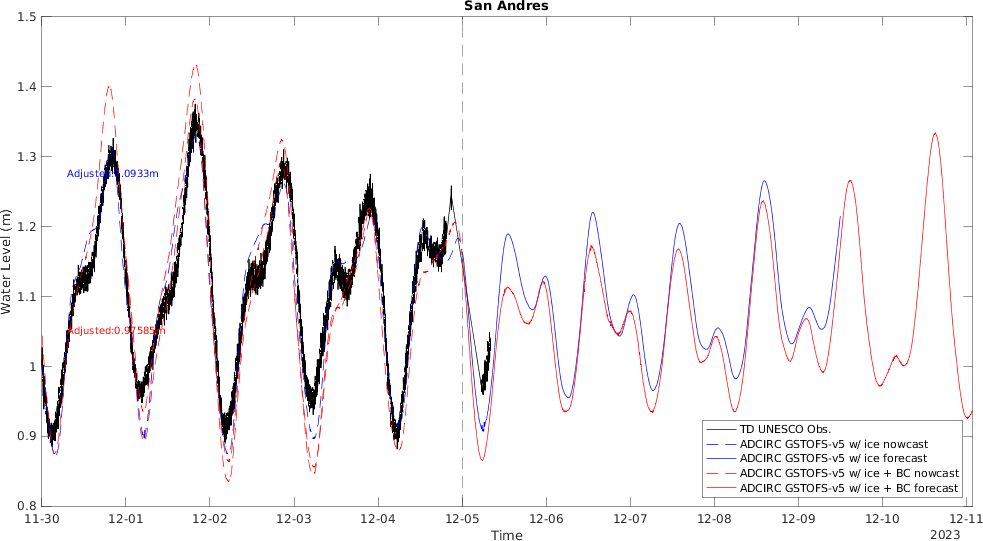 San Andres
1.5
1.4
1.3
1.2
1.1
1
0.9
0.8
Water Level (m)
Adjusted:1.0933m
Adjusted:0.97585m
TD UNESCO Obs.
ADCIRC GSTOFS-v5 w/ ice nowcast
ADCIRC GSTOFS-v5 w/ ice forecast
ADCIRC GSTOFS-v5 w/ ice + BC nowcast
ADCIRC GSTOFS-v5 w/ ice + BC forecast
11-30 12-01 12-02 12-03 12-04 12-05 12-06 12-07 12-08 12-09 12-10 12-11
Time
2023